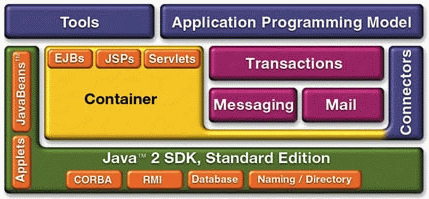 Tools
Application Programming Model
JavaBeans™
Applets
EJBs
JSPs
Servlets
Container
Transactions
Messaging
Mail
Connectors
Java™ 2 SDK, Standard Edition
CORBA
RMI
Database
Naming / Directory